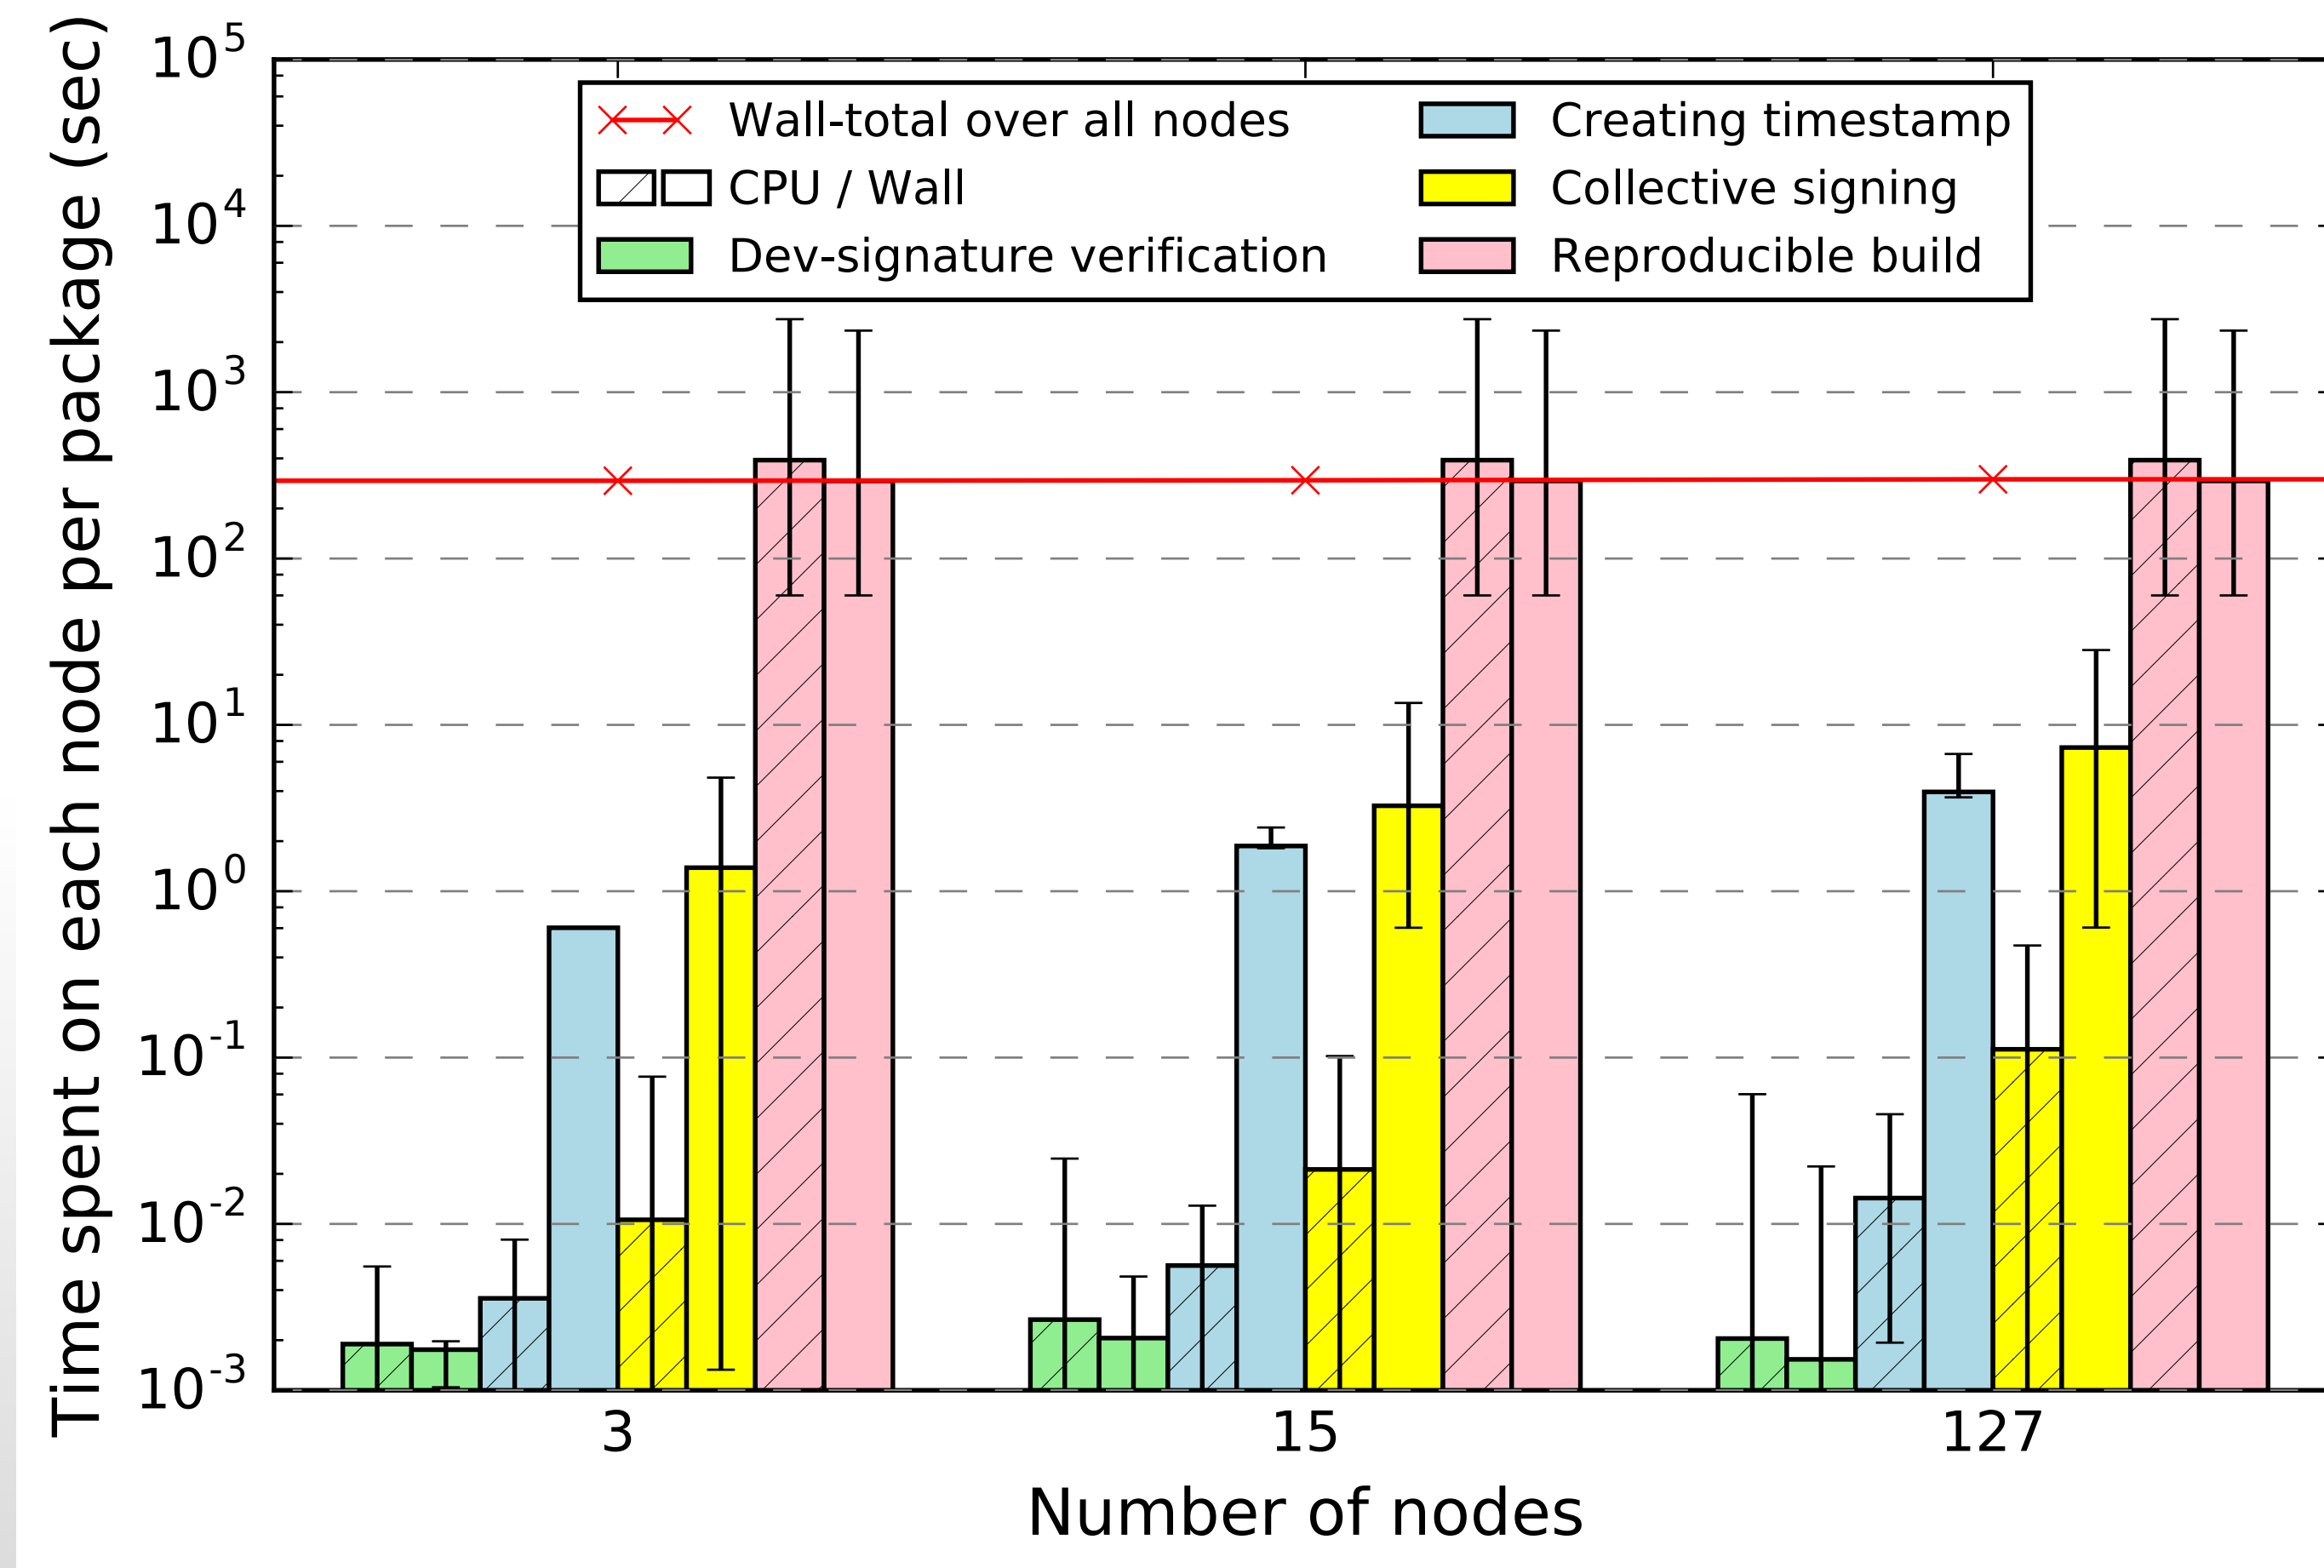 Time spent on each node per package (sec)
10^5
10^4
10^3
10^2
10^1
10^0
10^-1
10^-2
10^-3
Wall-total over all nodes
CPU / Wall
Dev-signature verification
Creating timestamp
Collective signing
Reproducible build
3
15
127
Number of nodes